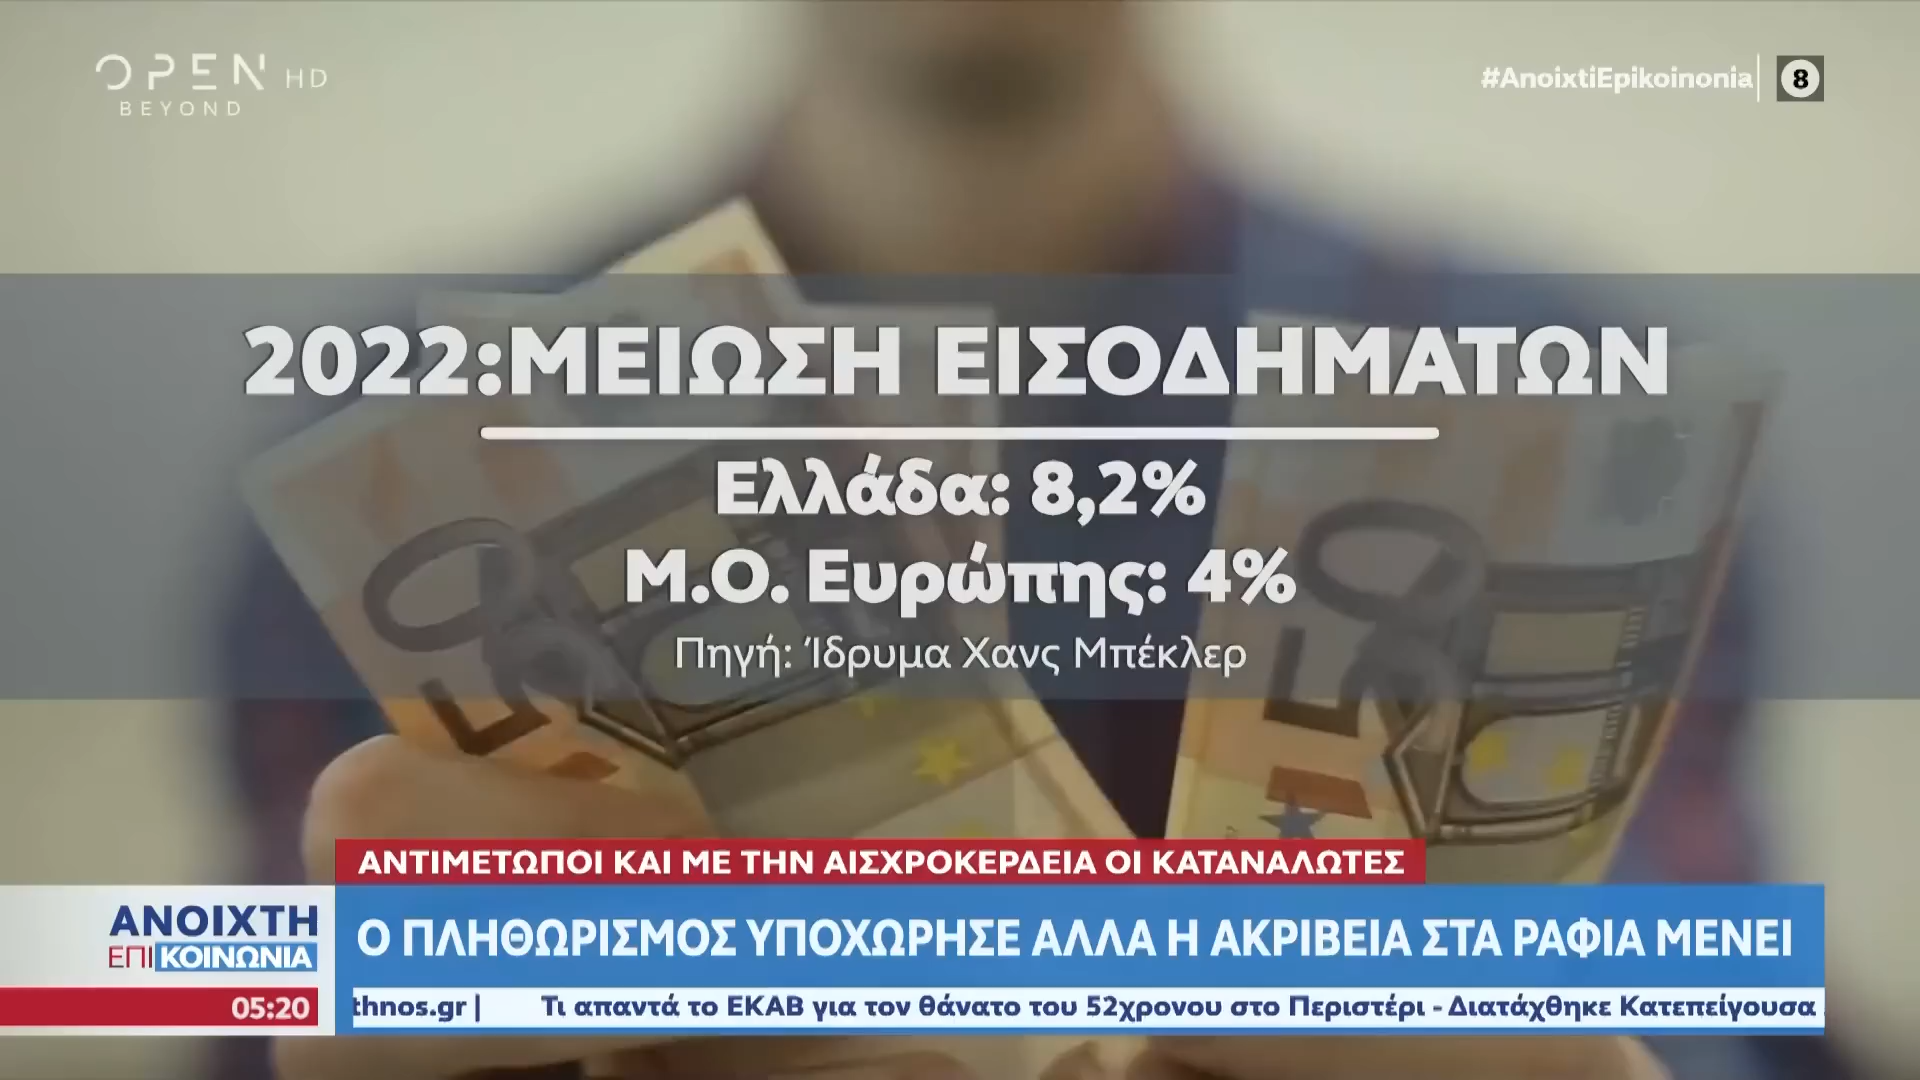 OPEN HD
BEYOND
#AnoixtiEpikoinonia
8
2022:ΜΕΙΩΣΗ ΕΙΣΟΔΗΜΑΤΩΝ
Ελλάδα: 8,2%
Μ.Ο. Ευρώπης: 4%
Πηγή: Ίδρυμα Χανς Μπέκλερ
ΑΝΤΙΜΕΤΩΠΟΙ ΚΑΙ ΜΕ ΤΗΝ ΑΙΣΧΡΟΚΕΡΔΕΙΑ ΟΙ ΚΑΤΑΝΑΛΩΤΕΣ
ΑΝΟΙΧΤΗ
ΕΠΙΚΟΙΝΩΝΙΑ
Ο ΠΛΗΘΩΡΙΣΜΟΣ ΥΠΟΧΩΡΗΣΕ ΑΛΛΑ Η ΑΚΡΙΒΕΙΑ ΣΤΑ ΡΑΦΙΑ ΜΕΝΕΙ
05:20
thnos.gr | Τι απαντά το ΕΚΑΒ για τον θάνατο του 52χρονου στο Περιστέρι - Διατάχθηκε Κατεπείγουσα